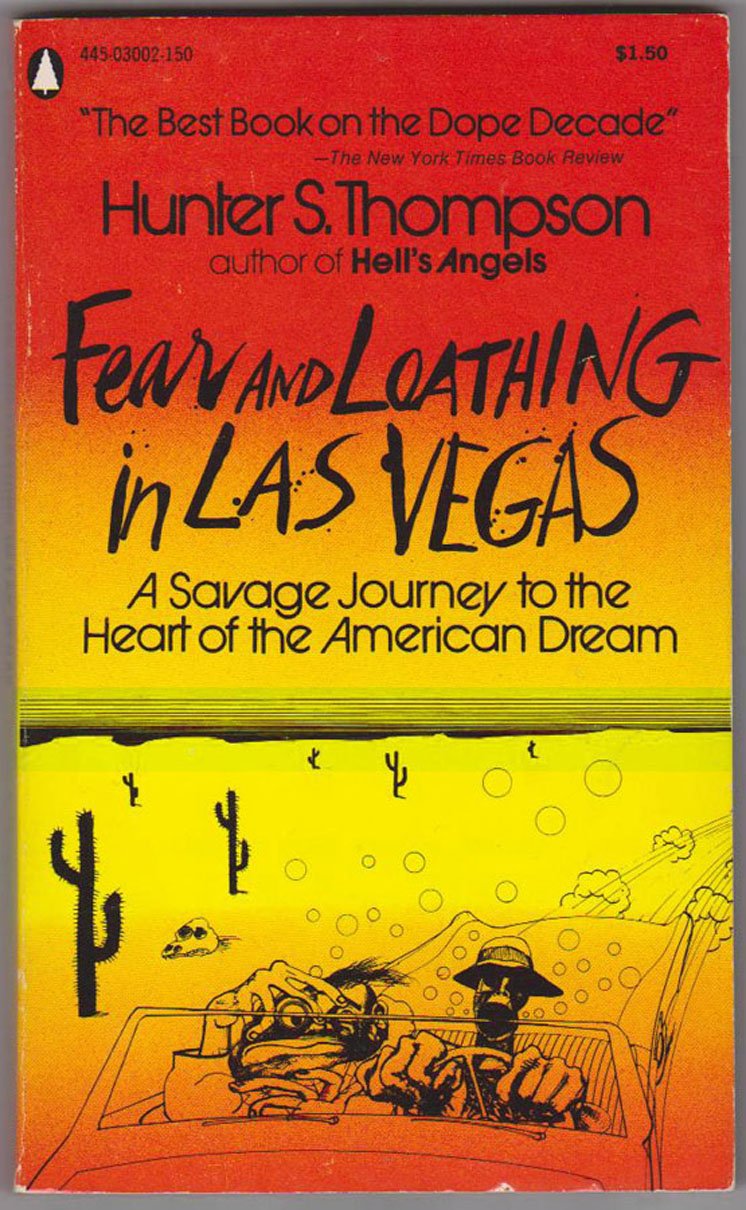 445-03002-150 $1.50
"The Best Book on the Dope Decade"
—The New York Times Book Review
Hunter S. Thompson
author of Hell's Angels
Fear AND LOATHING
in LAS VEGAS
A Savage Journey to the
Heart of the American Dream